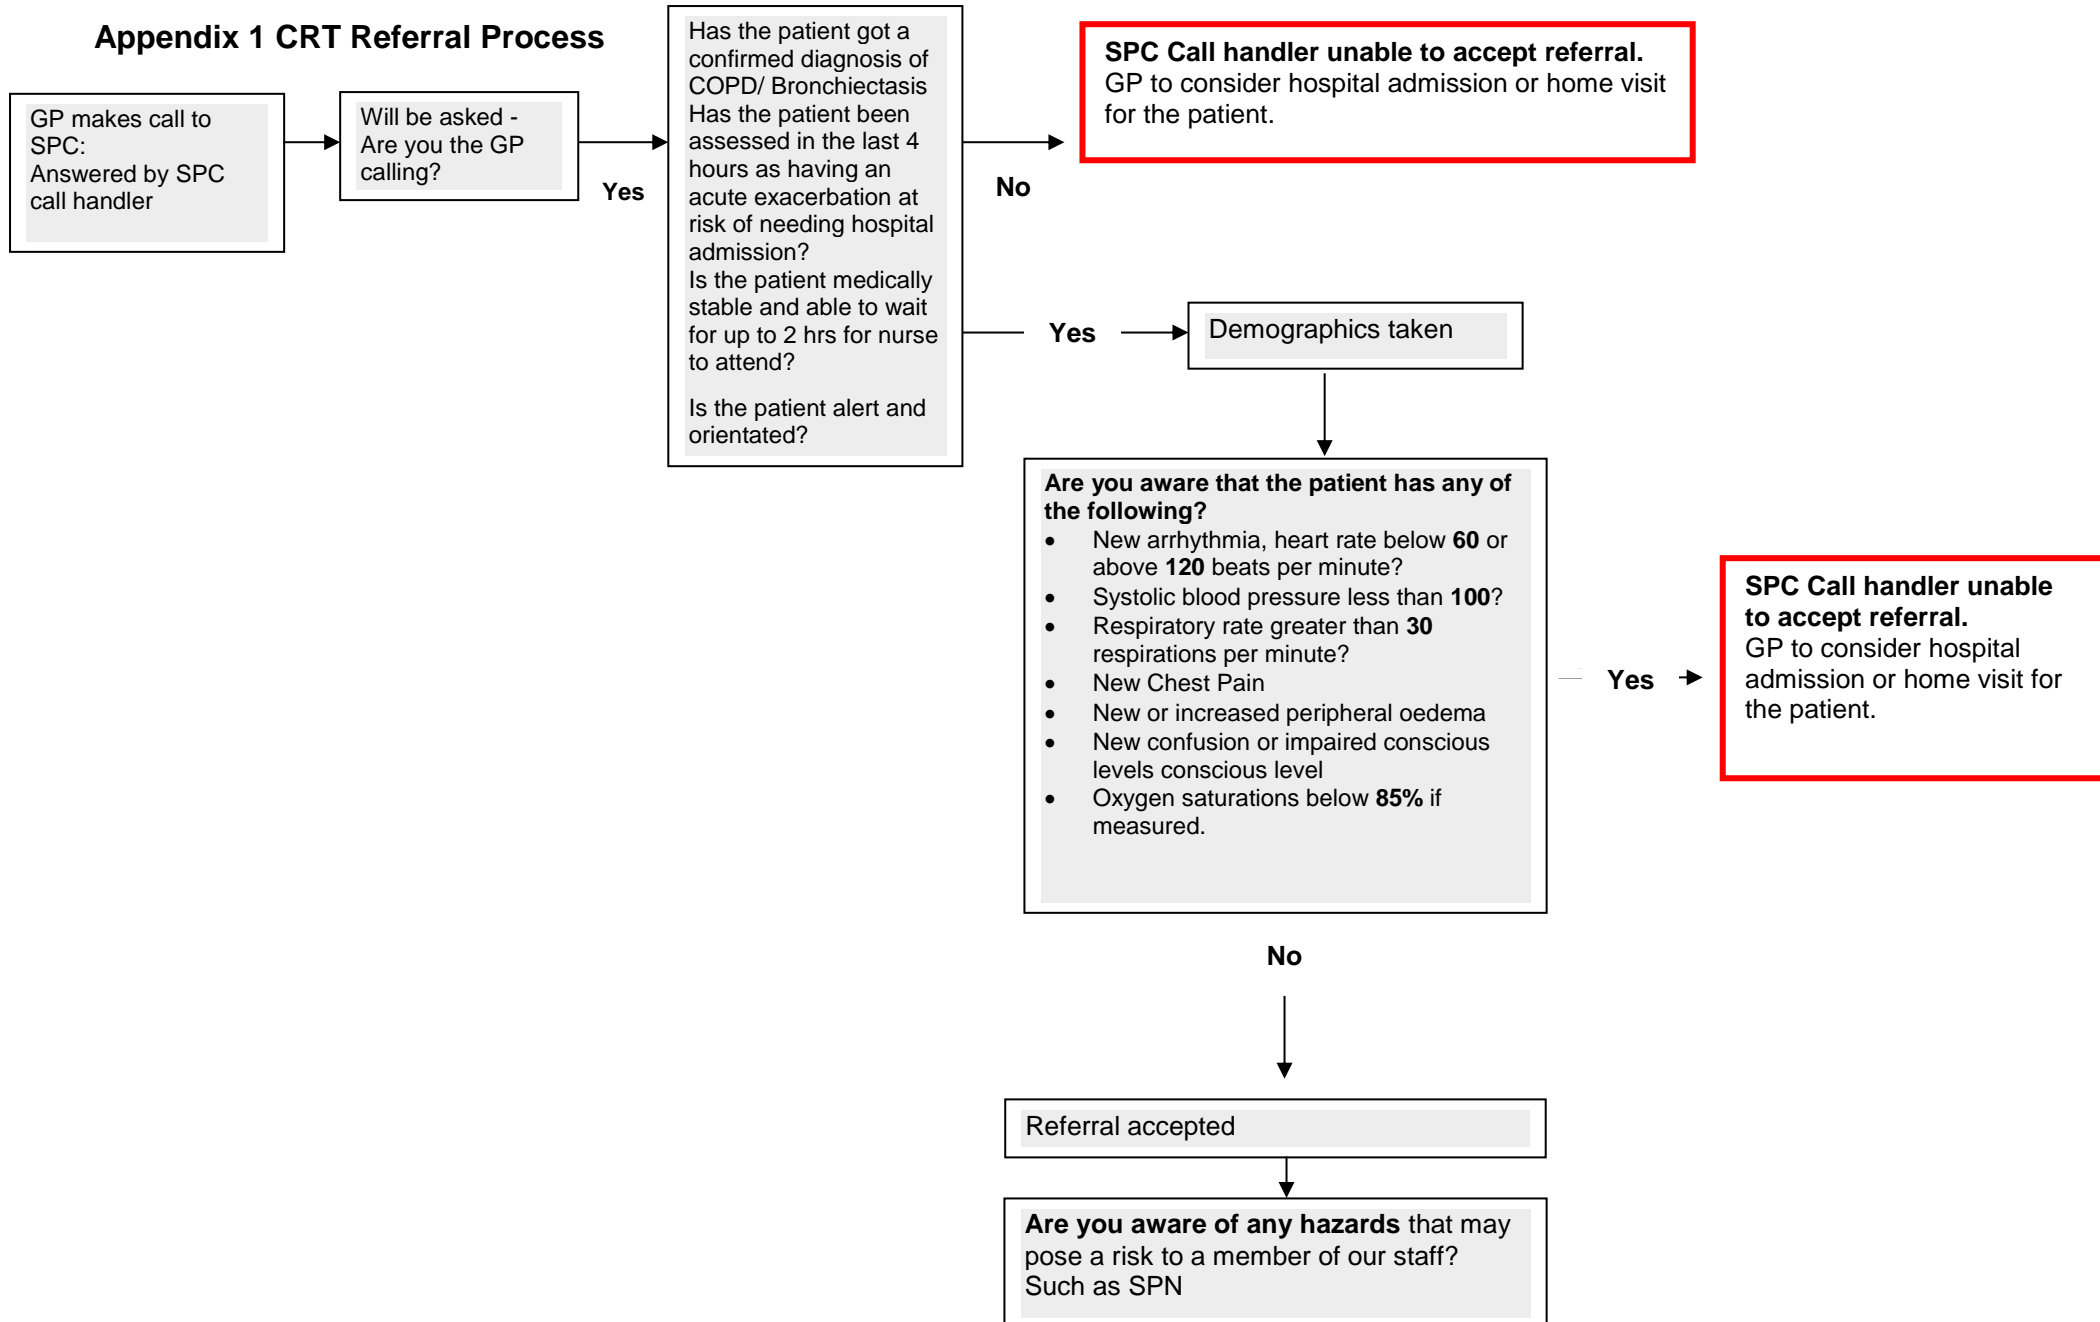 Appendix 1 CRT Referral Process
GP makes call to
SPC:
Answered by SPC
call handler
Will be asked -
Are you the GP
calling?
Yes
Has the patient got a
confirmed diagnosis of
COPD/ Bronchiectasis
Has the patient been
assessed in the last 4
hours as having an
acute exacerbation at
risk of needing hospital
admission?
Is the patient medically
stable and able to wait
for up to 2 hrs for nurse
to attend?
Is the patient alert and
orientated?
No
SPC Call handler unable to accept referral.
GP to consider hospital admission or home visit
for the patient.
Yes
Demographics taken
Are you aware that the patient has any of
the following?
• New arrhythmia, heart rate below 60 or
above 120 beats per minute?
• Systolic blood pressure less than 100?
• Respiratory rate greater than 30
respirations per minute?
• New Chest Pain
• New or increased peripheral oedema
• New confusion or impaired conscious
levels conscious level
• Oxygen saturations below 85% if
measured.
Yes
SPC Call handler unable
to accept referral.
GP to consider hospital
admission or home visit for
the patient.
No
Referral accepted
Are you aware of any hazards that may
pose a risk to a member of our staff?
Such as SPN